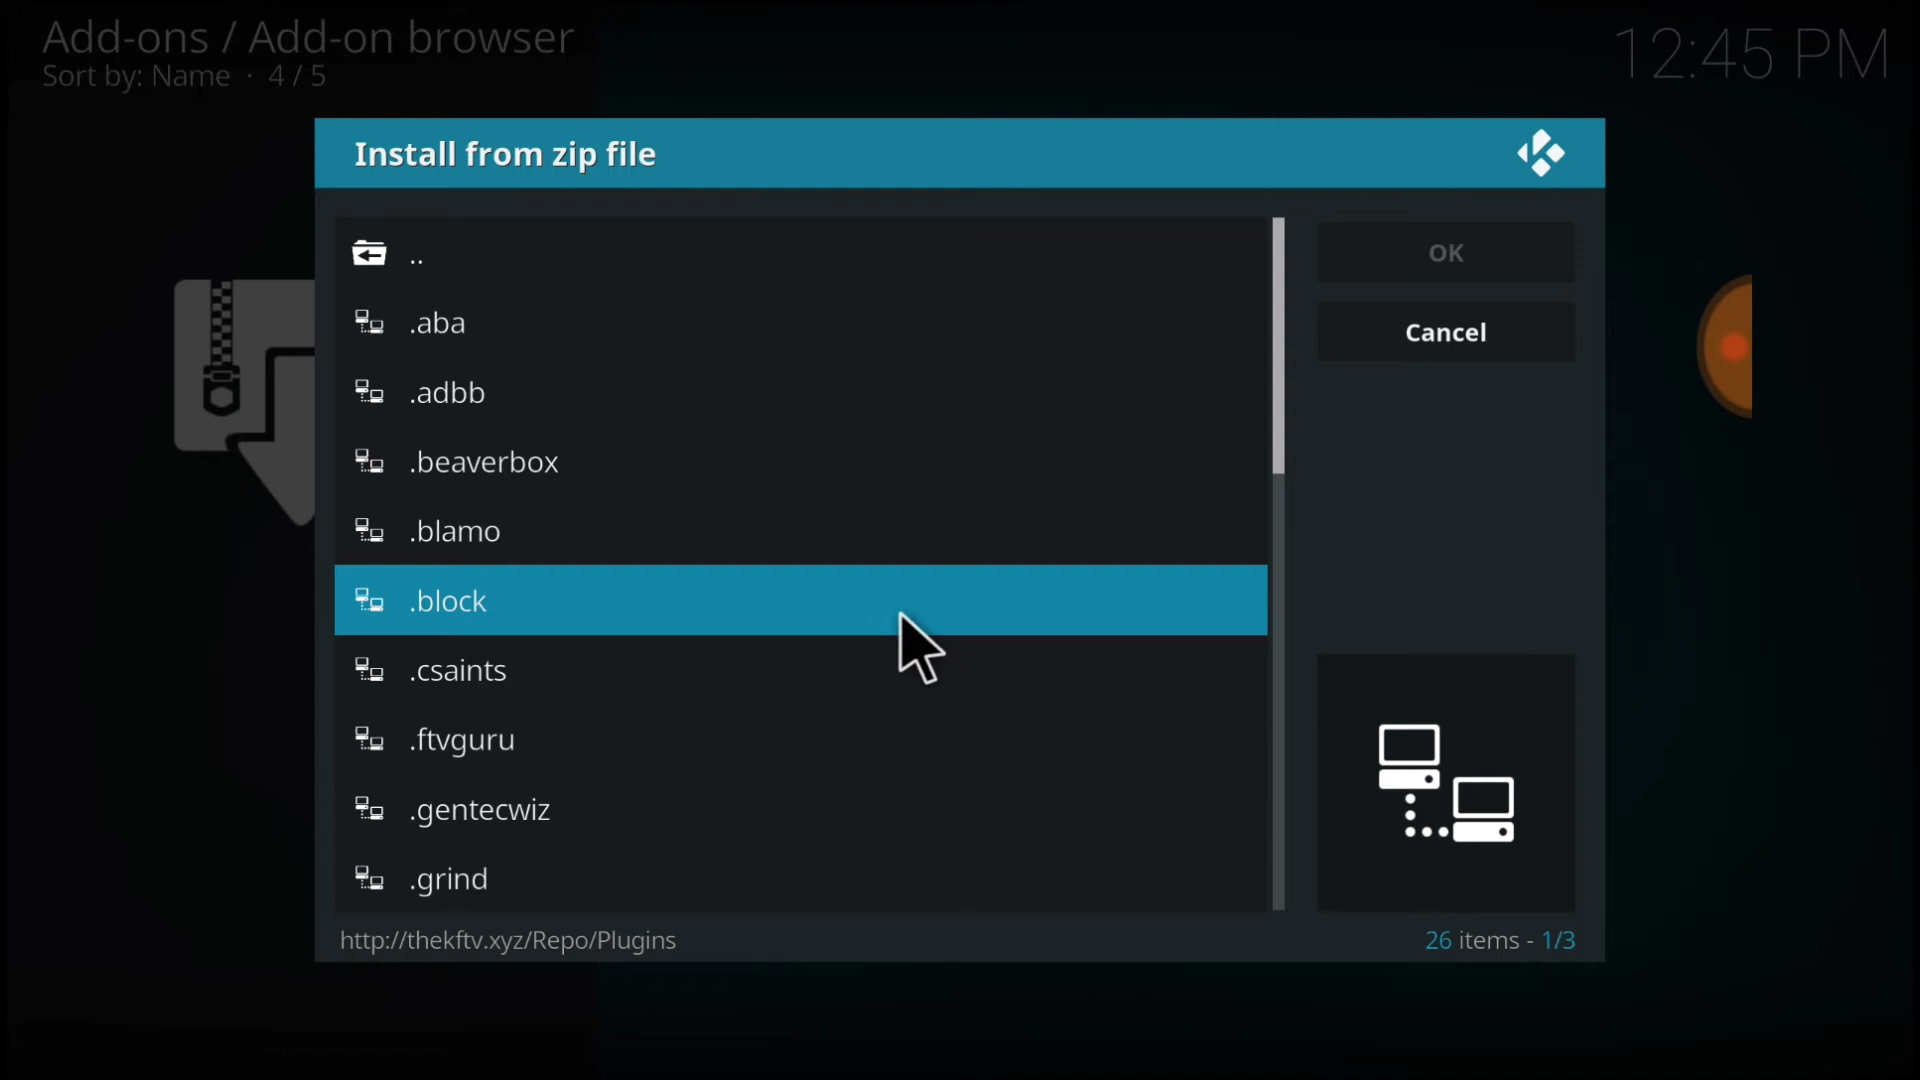 Add-ons / Add-on browser
Sort by: Name · 4 / 5
12:45 PM
Install from zip file
..
.aba
.adbb
.beaverbox
.blamo
.block
.csaints
.ftvguru
.gentecwiz
.grind
OK
Cancel
http://thekftv.xyz/Repo/Plugins
26 items - 1/3